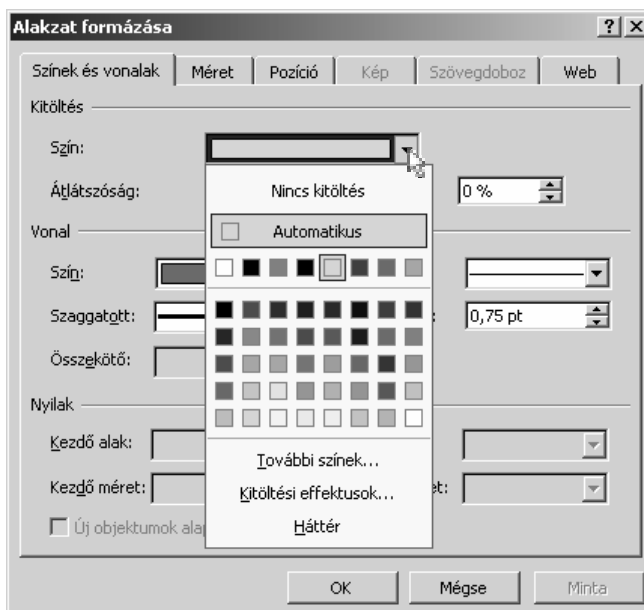 Alakzat formázása
Színek és vonalak Méret Pozíció Kép Szövegdoboz Web
Kitöltés
Szín:
Nincs kitöltés
Átlátszóság: 0 %
Automatikus
Vonal
Szín:
Szaggatott: 0,75 pt
Összekötő:
Nyilak
Kezdő alak:
További színek...
Kezdő méret:
Kitöltési effektusok...
Új objektumok
Háttér
OK Mégse Minta